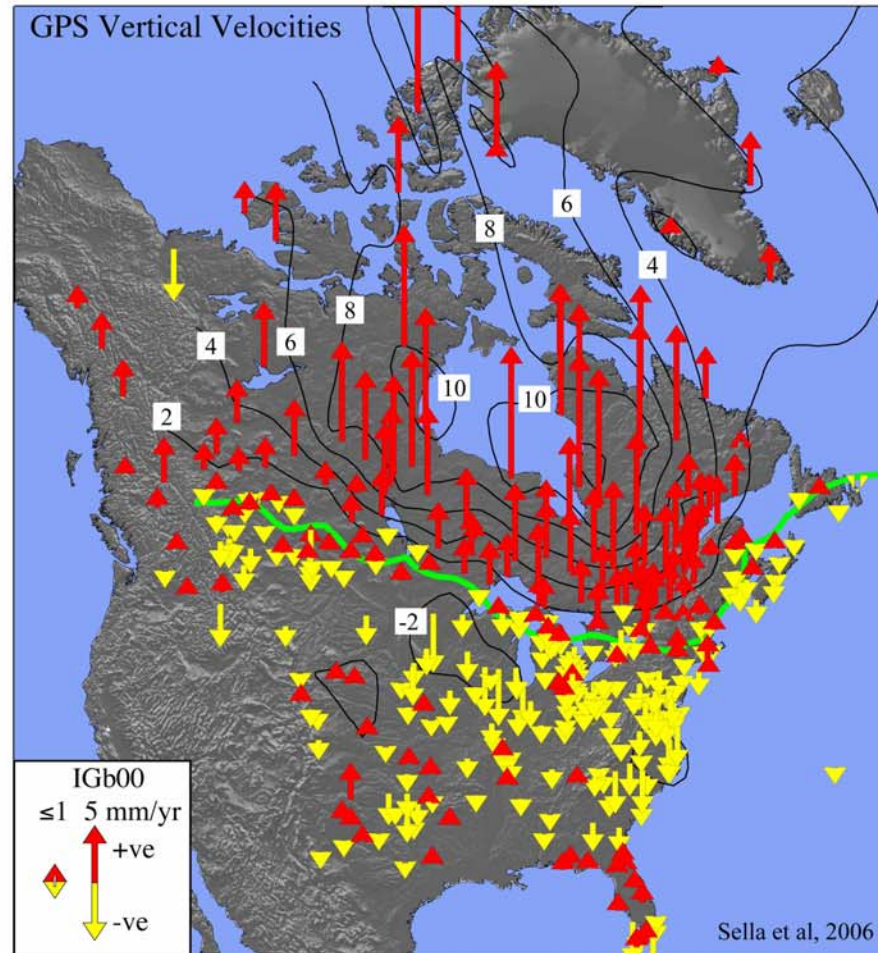 GPS Vertical Velocities
6
8
4
8
4
6
10
10
2
-2
IGb00
≤1 5 mm/yr
+ve
-ve
Sella et al, 2006